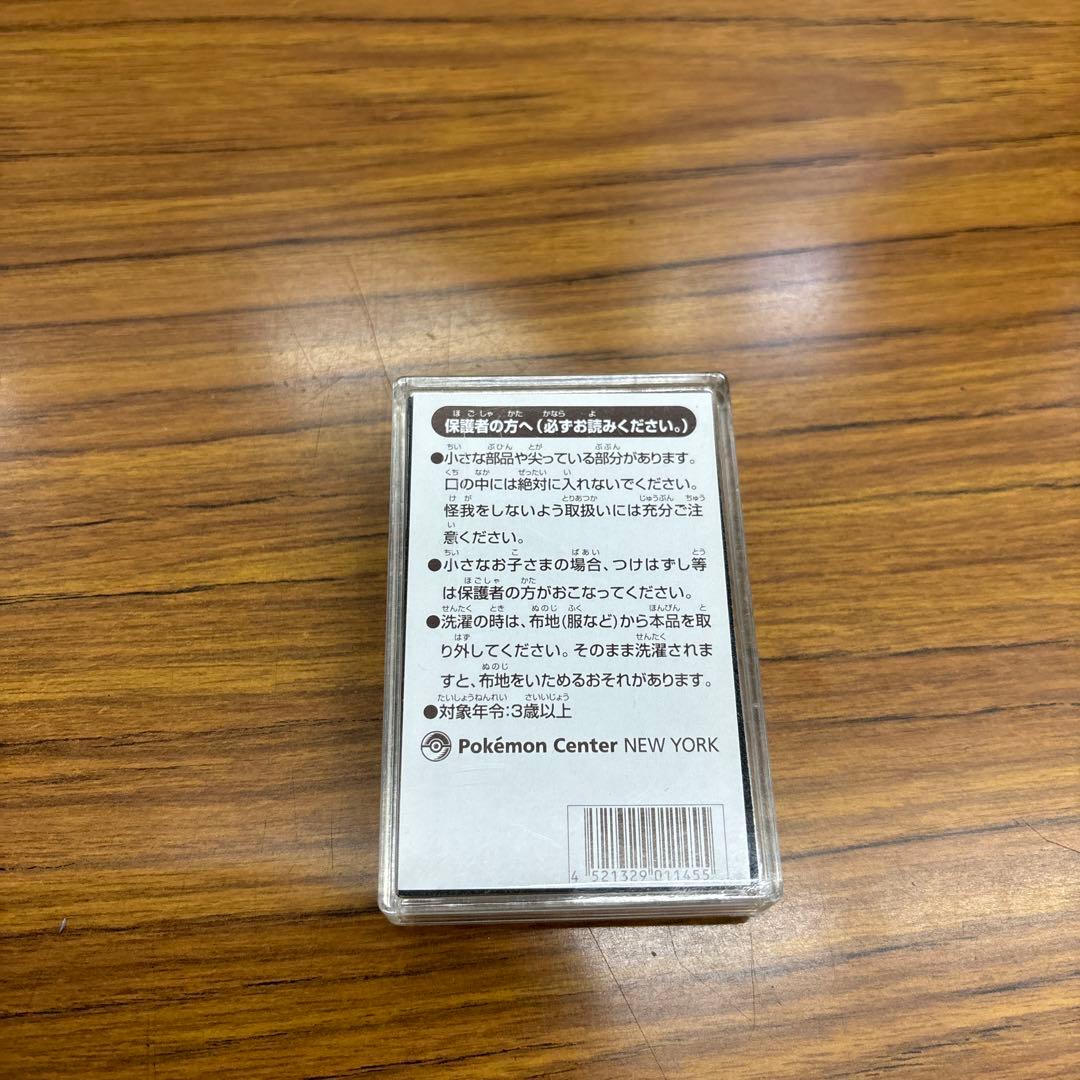 保護者の方へ(必ずお読みください。)
●小さな部品や尖っている部分があります。
口の中には絶対に入れないでください。
怪我をしないよう取扱いには充分ご注
意ください。
●小さなお子さまの場合、つけはずし等
は保護者の方がおこなってください。
●洗濯の時は、布地(服など)から本品を取
り外してください。そのまま洗濯されま
すと、布地をいためるおそれがあります。
●対象年令:3歳以上
Pokémon Center NEW YORK
4 521329 011455